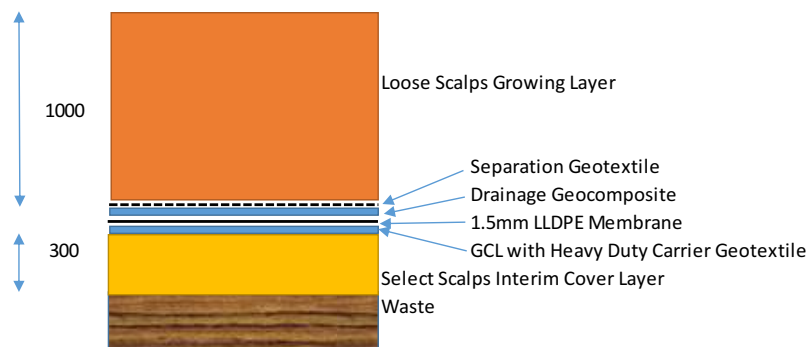 Loose Scalps Growing Layer
1000
Separation Geotextile
Drainage Geocomposite
1.5mm LLDPE Membrane
GCL with Heavy Duty Carrier Geotextile
300
Select Scalps Interim Cover Layer
Waste